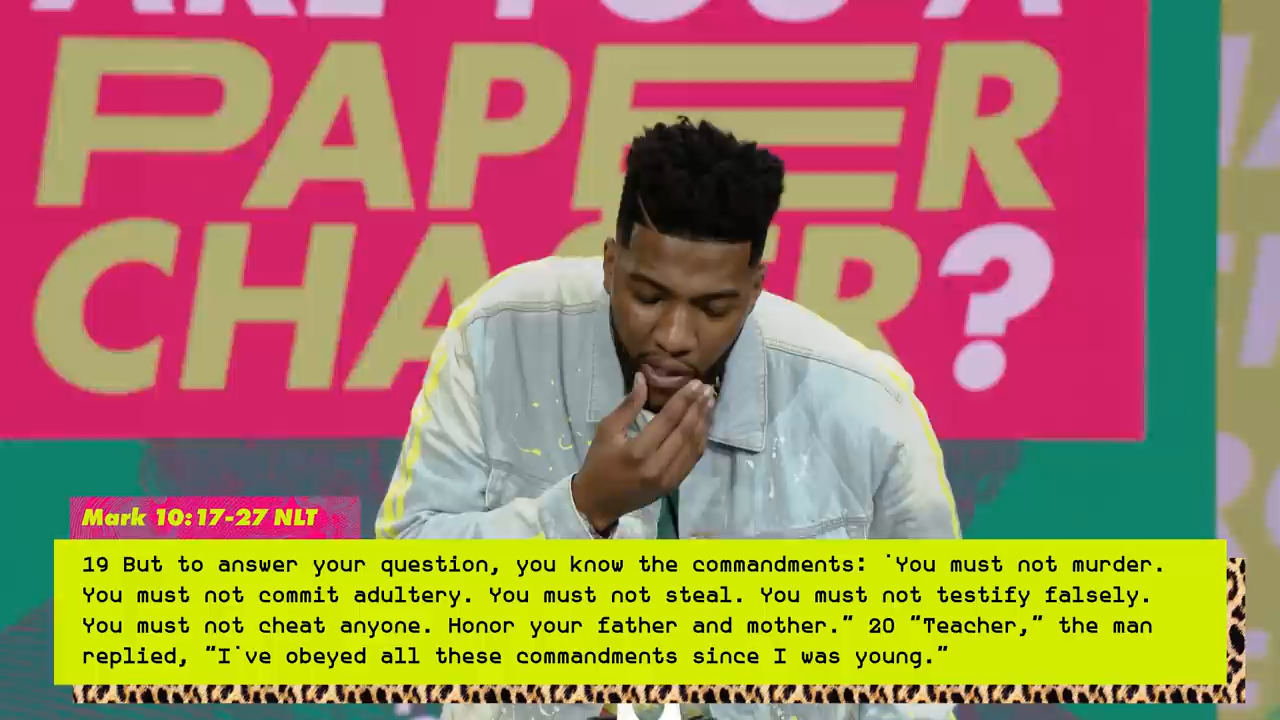 ARE YOU A
PAPER
CHASER?
Mark 10:17-27 NLT
19 But to answer your question, you know the commandments: 'You must not murder.
You must not commit adultery. You must not steal. You must not testify falsely.
You must not cheat anyone. Honor your father and mother.” 20 “Teacher,” the man
replied, “I've obeyed all these commandments since I was young.”